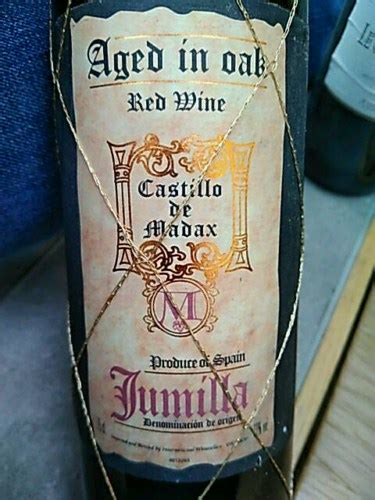 Aged in oak
Red Wine
Castillo
de
Madax
M
Produce of Spain
Jumilla
Denominación de origen